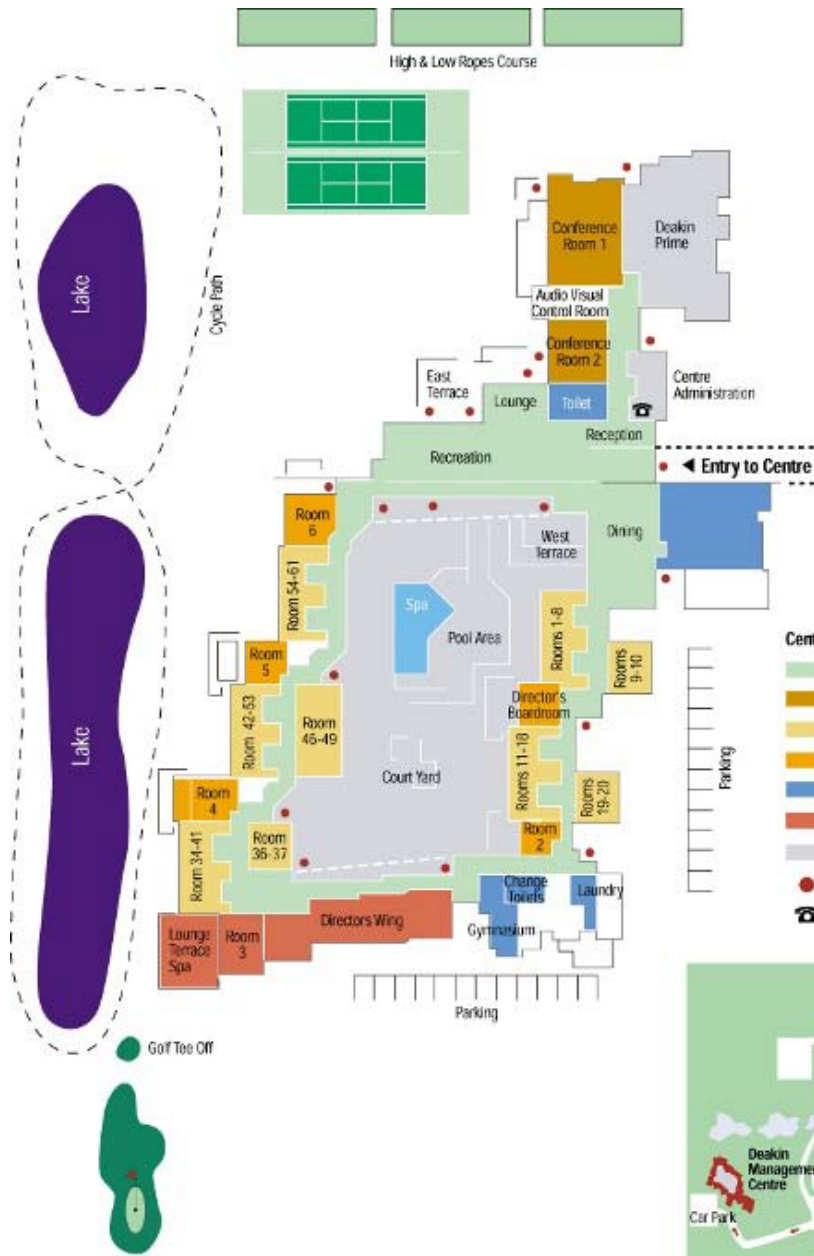 High & Low Ropes Course
Cycle Path
Lake
Conference
Room 1
Deakin
Prime
Audio Visual
Control Room
Conference
Room 2
East
Terrace
Lounge
Toilet
Centre
Administration
Reception
Recreation
◀ Entry to Centre
Room
6
West
Terrace
Dining
Room 54-61
Spa
Pool Area
Rooms 1-8
Rooms
9-10
Room
5
Room 42-53
Room
46-49
Director's
Boardroom
Lake
Court Yard
Rooms 11-18
Rooms
19-20
Parking
Cent
Room
4
Room 34-41
Room
36-37
Room
2
Change
Toilets
Laundry
Directors Wing
Gymnasium
Lounge
Terrace
Spa
Room
3
Parking
Golf Tee Off
Deakin
Manageme
Centre
Car Park